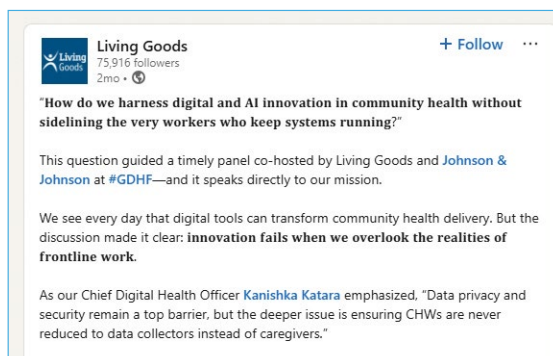 Living Goods
Living
Goods
75,916 followers
2mo •
+ Follow ...
"How do we harness digital and AI innovation in community health without
sidelining the very workers who keep systems running?"
This question guided a timely panel co-hosted by Living Goods and Johnson &
Johnson at #GDHF—and it speaks directly to our mission.
We see every day that digital tools can transform community health delivery. But the
discussion made it clear: innovation fails when we overlook the realities of
frontline work.
As our Chief Digital Health Officer Kanishka Katara emphasized, "Data privacy and
security remain a top barrier, but the deeper issue is ensuring CHWs are never
reduced to data collectors instead of caregivers."